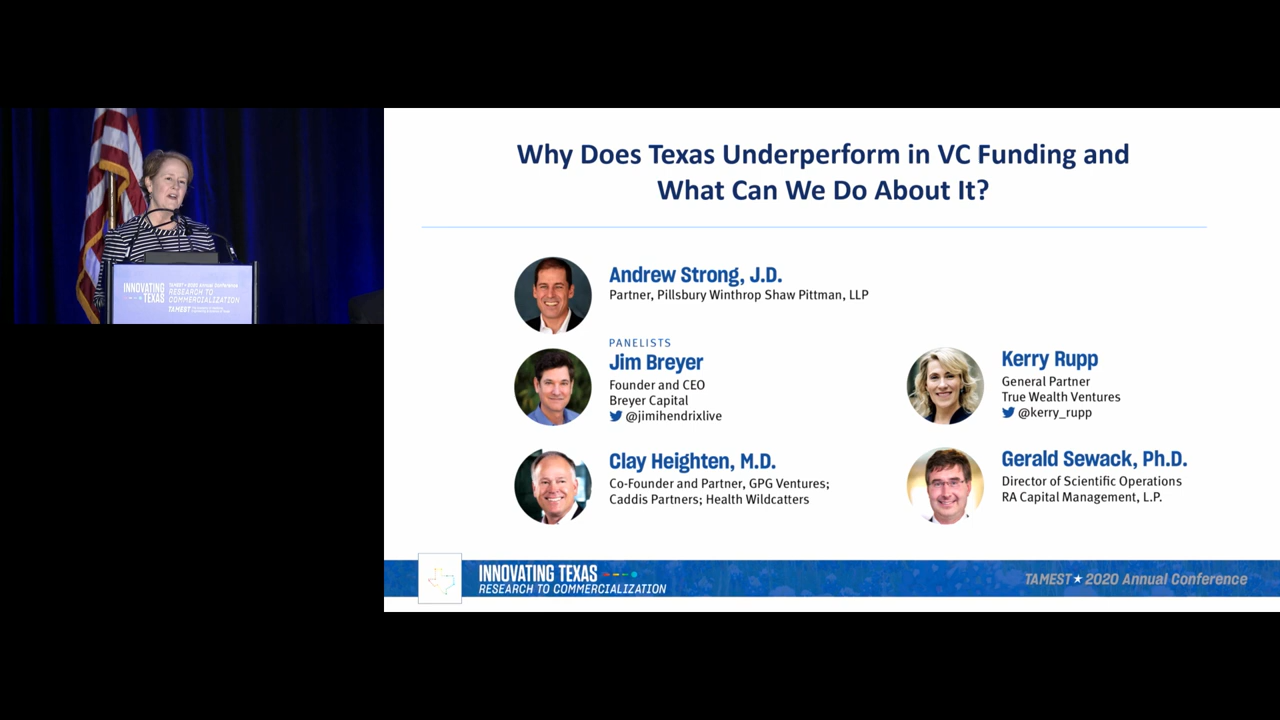 INNOVATING
TEXAS
TAMEST 2020 Annual Conference
RESEARCH TO
COMMERCIALIZATION
TAMEST
Why Does Texas Underperform in VC Funding and
What Can We Do About It?
Andrew Strong, J.D.
Partner, Pillsbury Winthrop Shaw Pittman, LLP
PANELISTS
Jim Breyer
Founder and CEO
Breyer Capital
@jimihendrixlive
Kerry Rupp
General Partner
True Wealth Ventures
@kerry_rupp
Clay Heighten, M.D.
Co-Founder and Partner, GPG Ventures;
Caddis Partners; Health Wildcatters
Gerald Sewack, Ph.D.
Director of Scientific Operations
RA Capital Management, L.P.
INNOVATING TEXAS
RESEARCH TO COMMERCIALIZATION
TAMEST★2020 Annual Conference